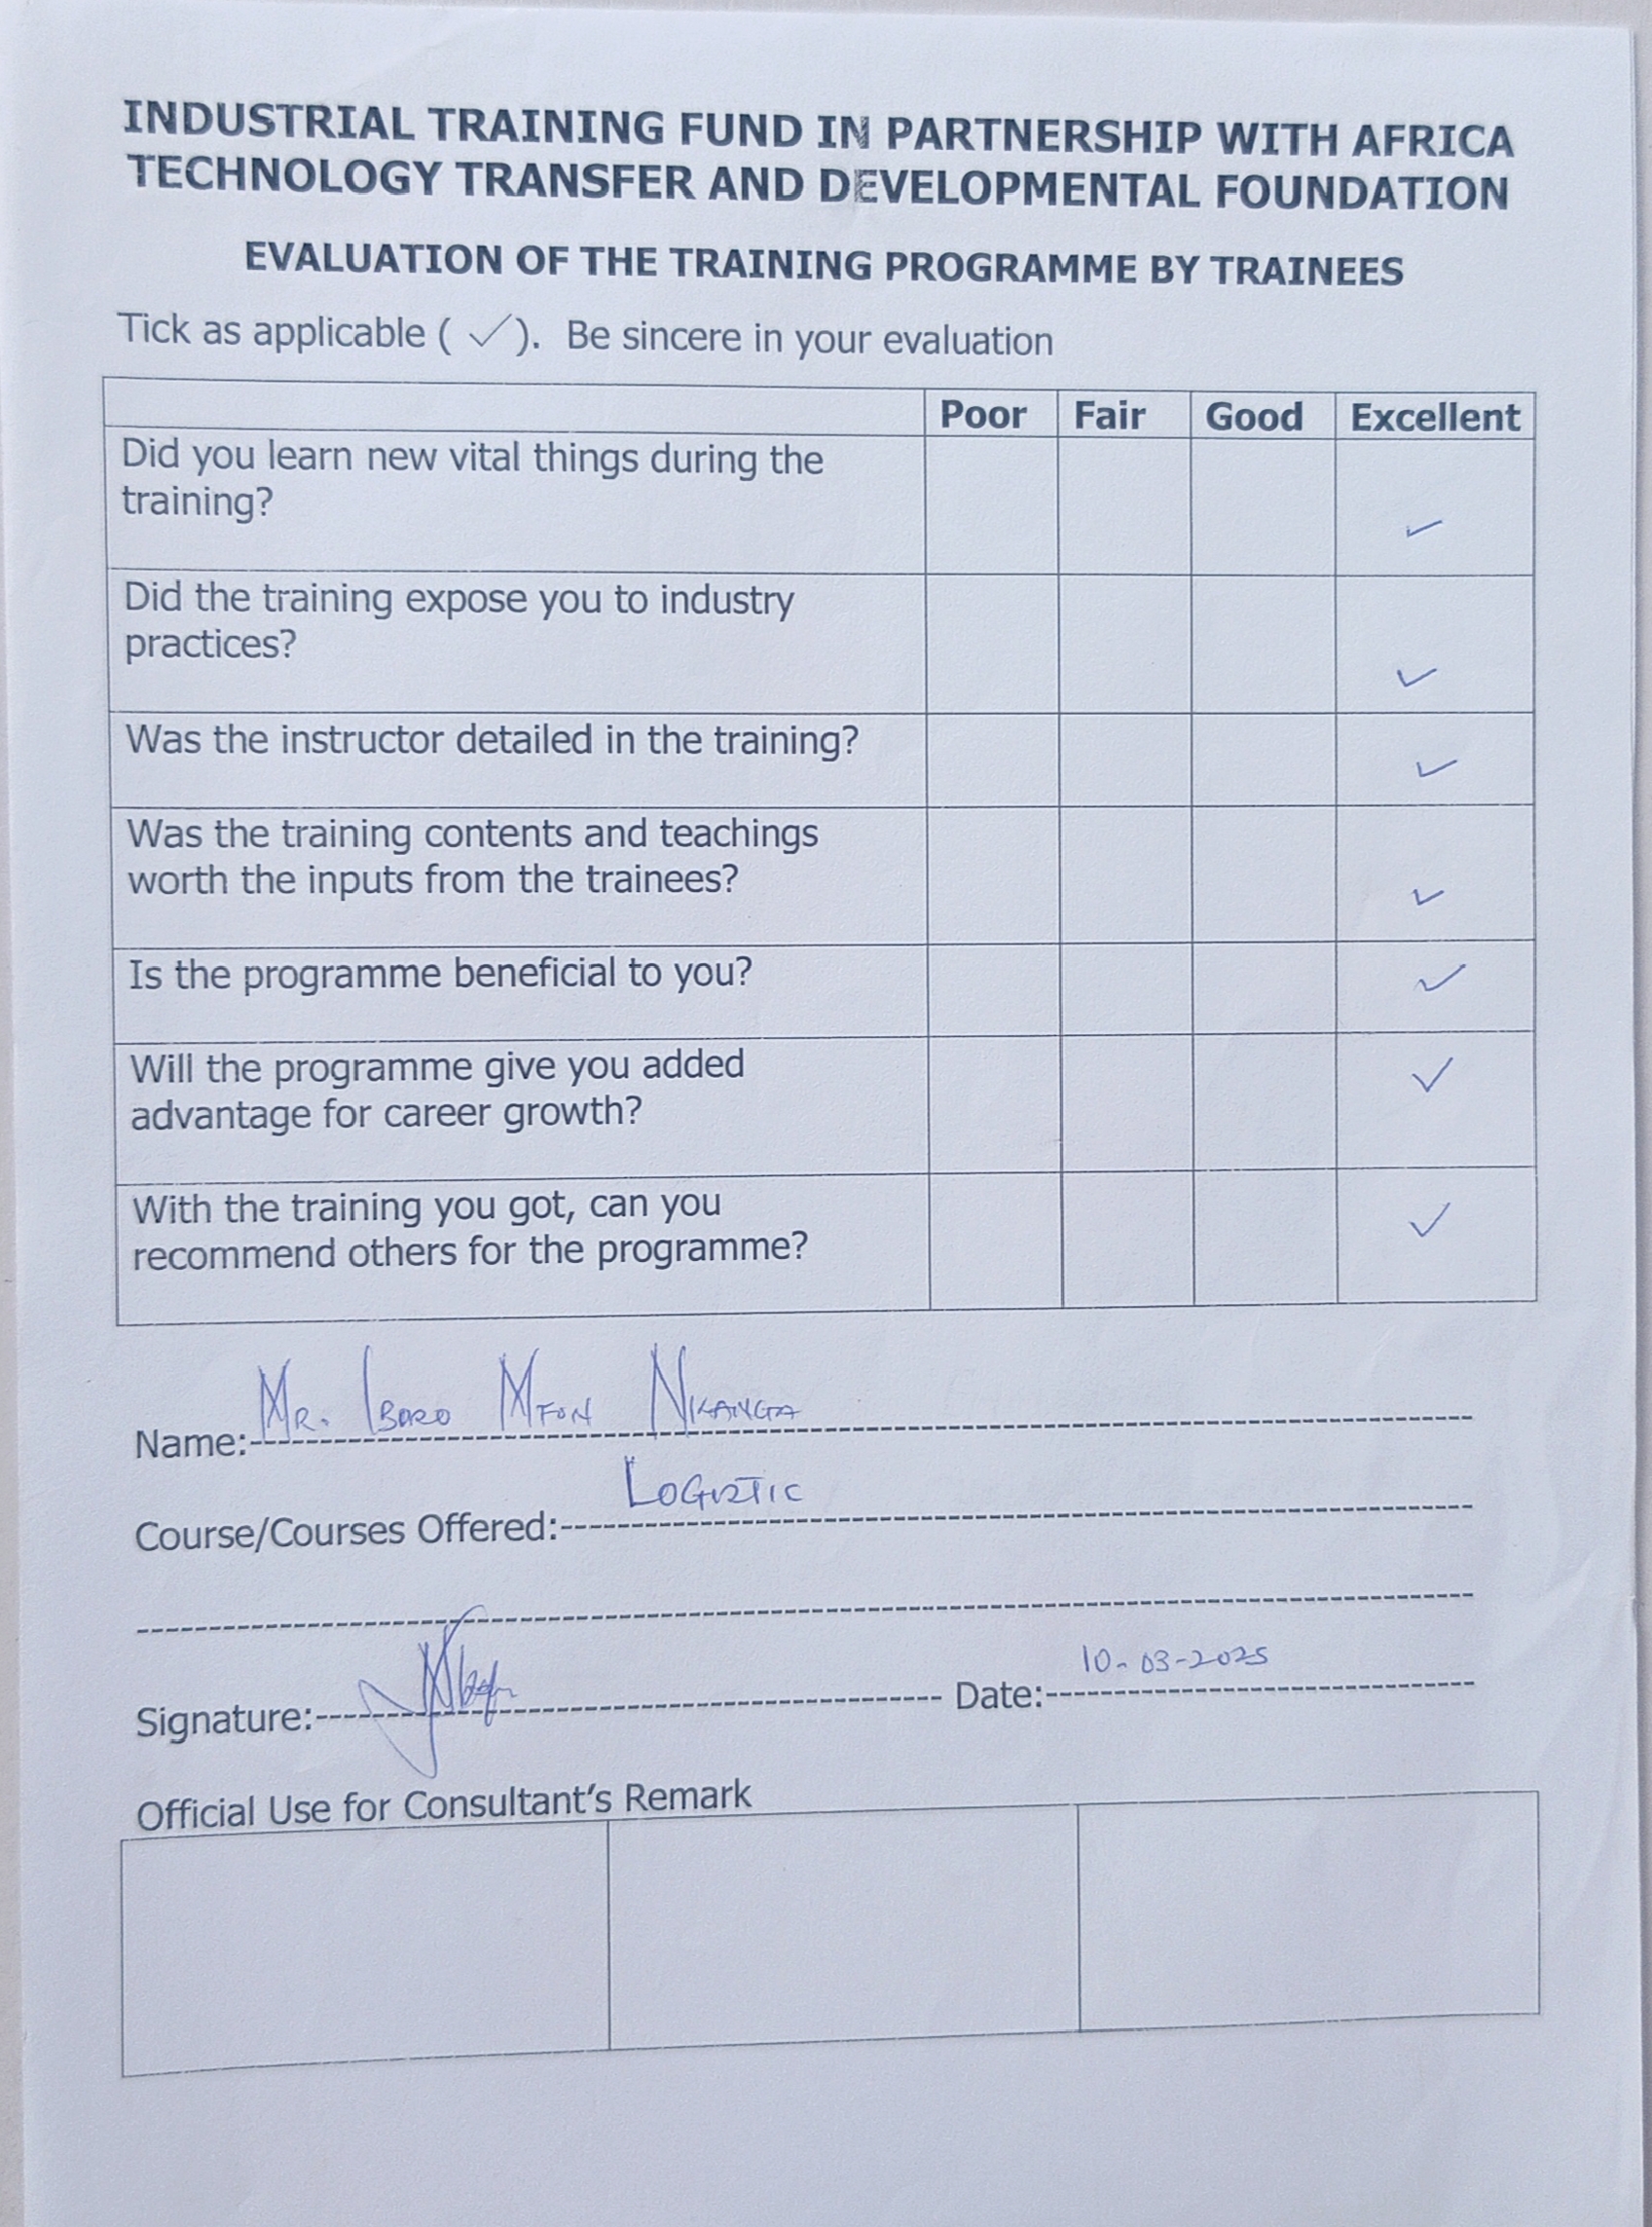 INDUSTRIAL TRAINING FUND IN PARTNERSHIP WITH AFRICA
TECHNOLOGY TRANSFER AND DEVELOPMENTAL FOUNDATION
EVALUATION OF THE TRAINING PROGRAMME BY TRAINEES
Tick as applicable ( ✓). Be sincere in your evaluation
Poor Fair Good Excellent
Did you learn new vital things during the
training?
✓
Did the training expose you to industry
practices?
✓
Was the instructor detailed in the training?
✓
Was the training contents and teachings
worth the inputs from the trainees?
✓
Is the programme beneficial to you? ✓
Will the programme give you added ✓
advantage for career growth?
With the training you got, can you ✓
recommend others for the programme?
Name: MR. IBORO MFON NKANGA
Course/Courses Offered: LOGISTIC
Signature: Date: 10-03-2025
Official Use for Consultant's Remark